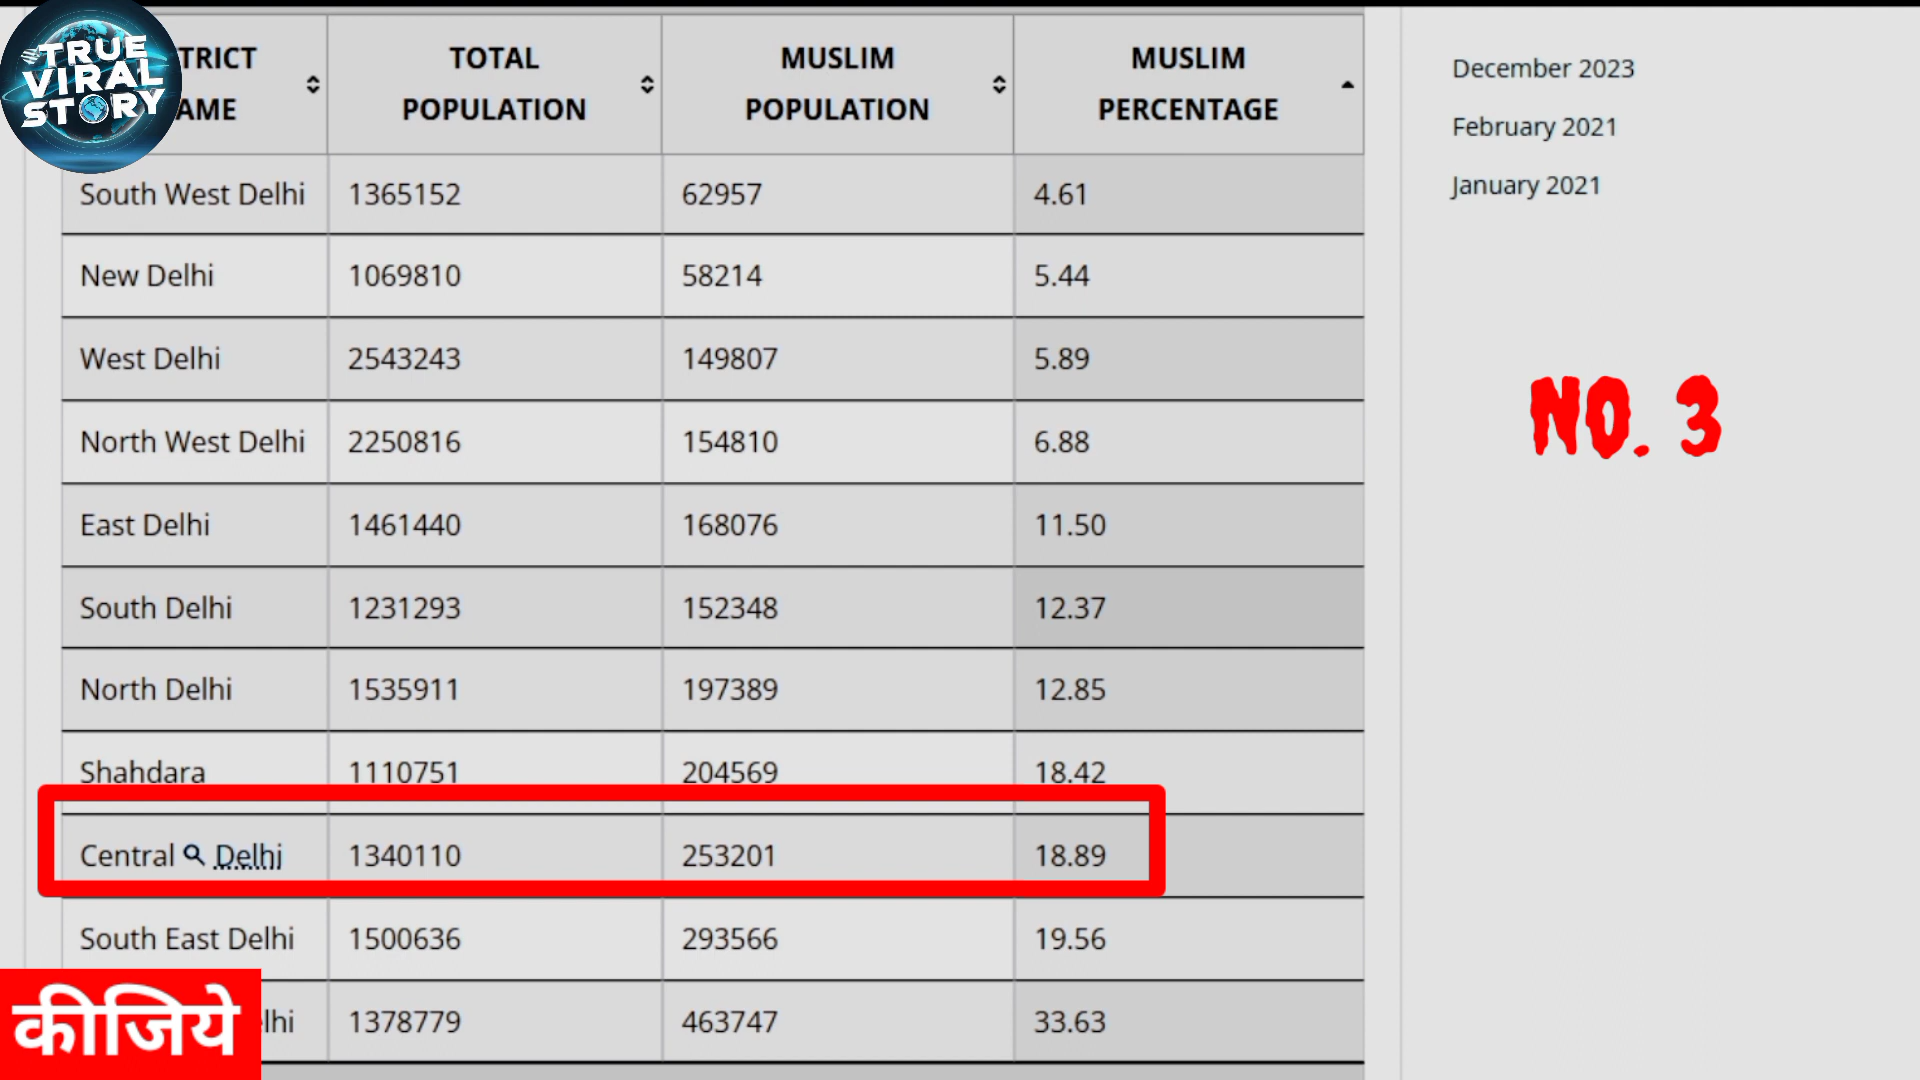 TRUE
VIRAL
STORY
TRICT
AME
TOTAL
POPULATION
MUSLIM
POPULATION
MUSLIM
PERCENTAGE
South West Delhi 1365152 62957 4.61
New Delhi 1069810 58214 5.44
West Delhi 2543243 149807 5.89
North West Delhi 2250816 154810 6.88
East Delhi 1461440 168076 11.50
South Delhi 1231293 152348 12.37
North Delhi 1535911 197389 12.85
Shahdara 1110751 204569 18.42
Central Delhi 1340110 253201 18.89
South East Delhi 1500636 293566 19.56
lhi 1378779 463747 33.63
December 2023
February 2021
January 2021
NO. 3
कीजिये